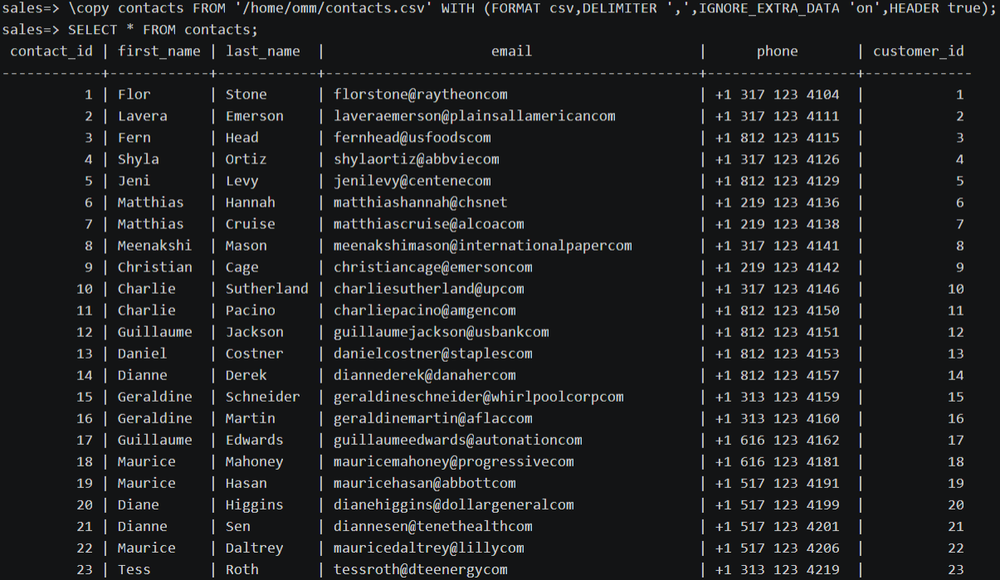 sales=> \copy contacts FROM '/home/omm/contacts.csv' WITH (FORMAT csv,DELIMITER ',',IGNORE_EXTRA_DATA 'on',HEADER true);
sales=> SELECT * FROM contacts;
contact_id | first_name | last_name | email | phone | customer_id
------------+------------+------------+----------------------------------------------+------------------+-------------
1 | Flor | Stone | florstone@raytheoncom | +1 317 123 4104 | 1
2 | Lavera | Emerson | laveraemerson@plainsallamericancom | +1 317 123 4111 | 2
3 | Fern | Head | fernhead@usfoodscom | +1 812 123 4115 | 3
4 | Shyla | Ortiz | shylaortiz@abbviecom | +1 317 123 4126 | 4
5 | Jeni | Levy | jenilevy@centenecom | +1 812 123 4129 | 5
6 | Matthias | Hannah | matthiashannah@chsnet | +1 219 123 4136 | 6
7 | Matthias | Cruise | matthiascruise@alcoacom | +1 219 123 4138 | 7
8 | Meenakshi | Mason | meenakshimason@internationalpapercom | +1 317 123 4141 | 8
9 | Christian | Cage | christiancage@emersoncom | +1 219 123 4142 | 9
10 | Charlie | Sutherland | charliesutherland@upcom | +1 317 123 4146 | 10
11 | Charlie | Pacino | charliepacino@amgencom | +1 812 123 4150 | 11
12 | Guillaume | Jackson | guillaumejackson@usbankcom | +1 812 123 4151 | 12
13 | Daniel | Costner | danielcostner@staplescom | +1 812 123 4153 | 13
14 | Dianne | Derek | diannederek@danahercom | +1 812 123 4157 | 14
15 | Geraldine | Schneider | geraldineschneider@whirlpoolcorpcom | +1 313 123 4159 | 15
16 | Geraldine | Martin | geraldinemartin@aflaccom | +1 313 123 4160 | 16
17 | Guillaume | Edwards | guillaumeedwards@autonationcom | +1 616 123 4162 | 17
18 | Maurice | Mahoney | mauricemahoney@progressivecom | +1 616 123 4181 | 18
19 | Maurice | Hasan | mauricehasan@abbottcom | +1 517 123 4191 | 19
20 | Diane | Higgins | dianehiggins@dollargeneralcom | +1 517 123 4199 | 20
21 | Dianne | Sen | diannesen@tenethealthcom | +1 517 123 4201 | 21
22 | Maurice | Daltrey | mauricedaltrey@lillycom | +1 517 123 4206 | 22
23 | Tess | Roth | tessroth@dteenergycom | +1 313 123 4219 | 23